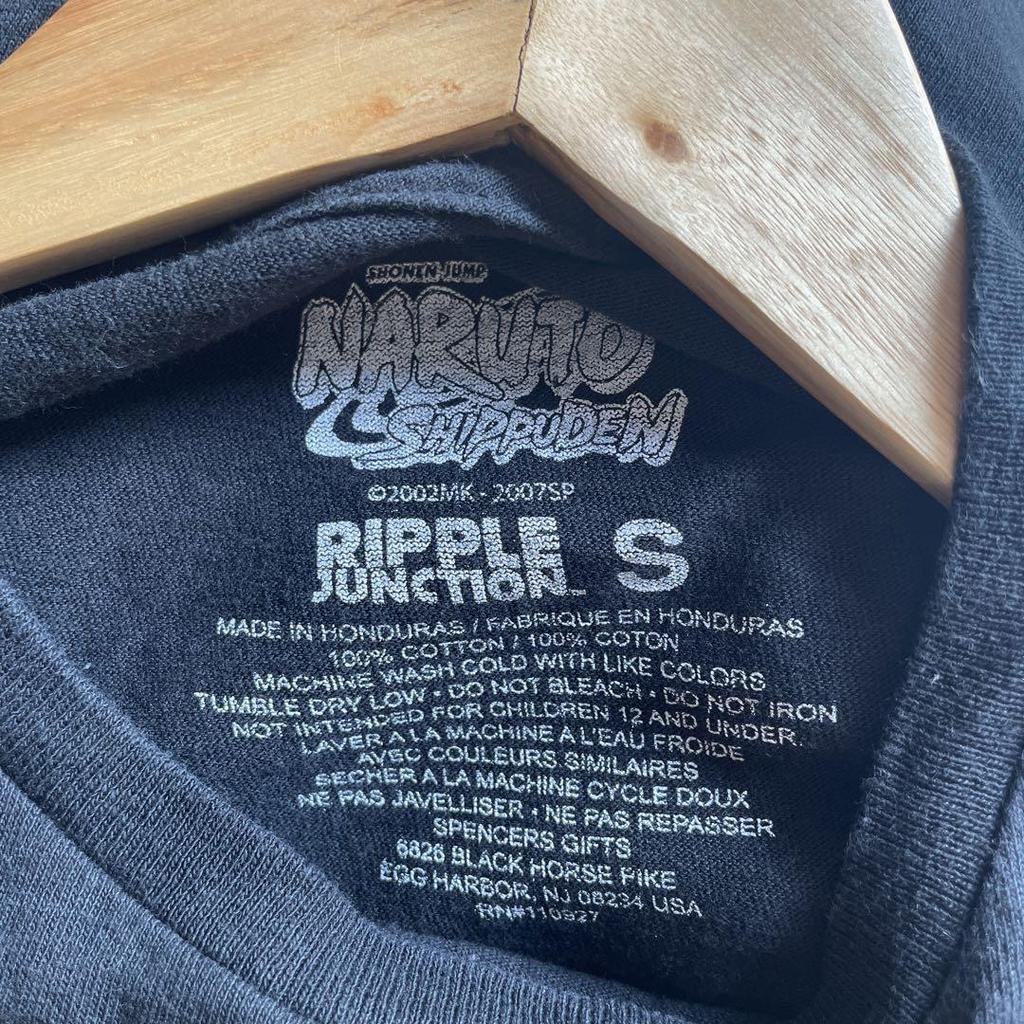 SHONEN JUMP
NARUTO
SHIPPUDEN
©2002MK - 2007SP
RIPPLE
JUNCTION
S
MADE IN HONDURAS / FABRIQUE EN HONDURAS
100% COTTON / 100% COTON
MACHINE WASH COLD WITH LIKE COLORS
TUMBLE DRY LOW • DO NOT BLEACH • DO NOT IRON
NOT INTENDED FOR CHILDREN 12 AND UNDER.
LAVER A LA MACHINE A L'EAU FROIDE
AVEC COULEURS SIMILAIRES
SECHER A LA MACHINE CYCLE DOUX
NE PAS JAVELLISER • NE PAS REPASSER
SPENCERS GIFTS
6826 BLACK HORSE PIKE
EGG HARBOR, NJ 08234 USA
RN#110927